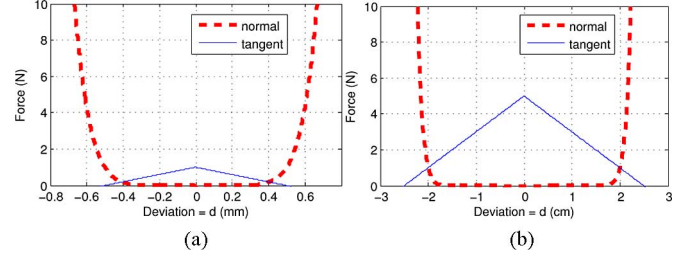 10
8
6
4
2
0
Force (N)
normal
tangent
−0.8 −0.6 −0.4 −0.2 0 0.2 0.4 0.6
Deviation = d (mm)
(a)
10
8
6
4
2
0
Force (N)
normal
tangent
−3 −2 −1 0 1 2 3
Deviation = d (cm)
(b)